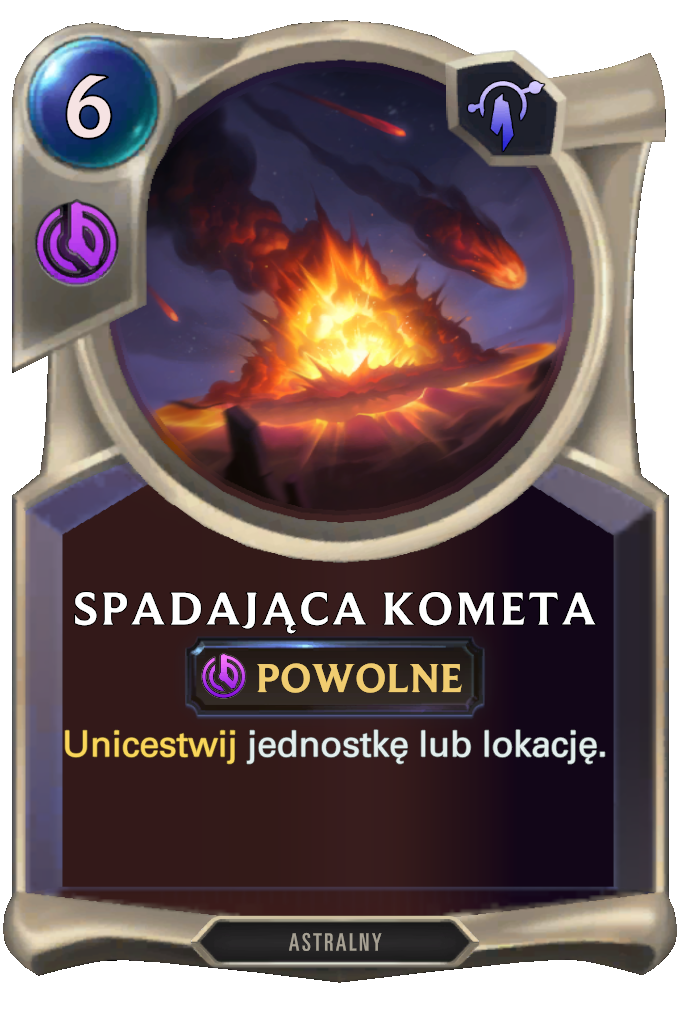 6
SPADAJĄCA KOMETA
POWOLNE
Unicestwij jednostkę lub lokację.
ASTRALNY